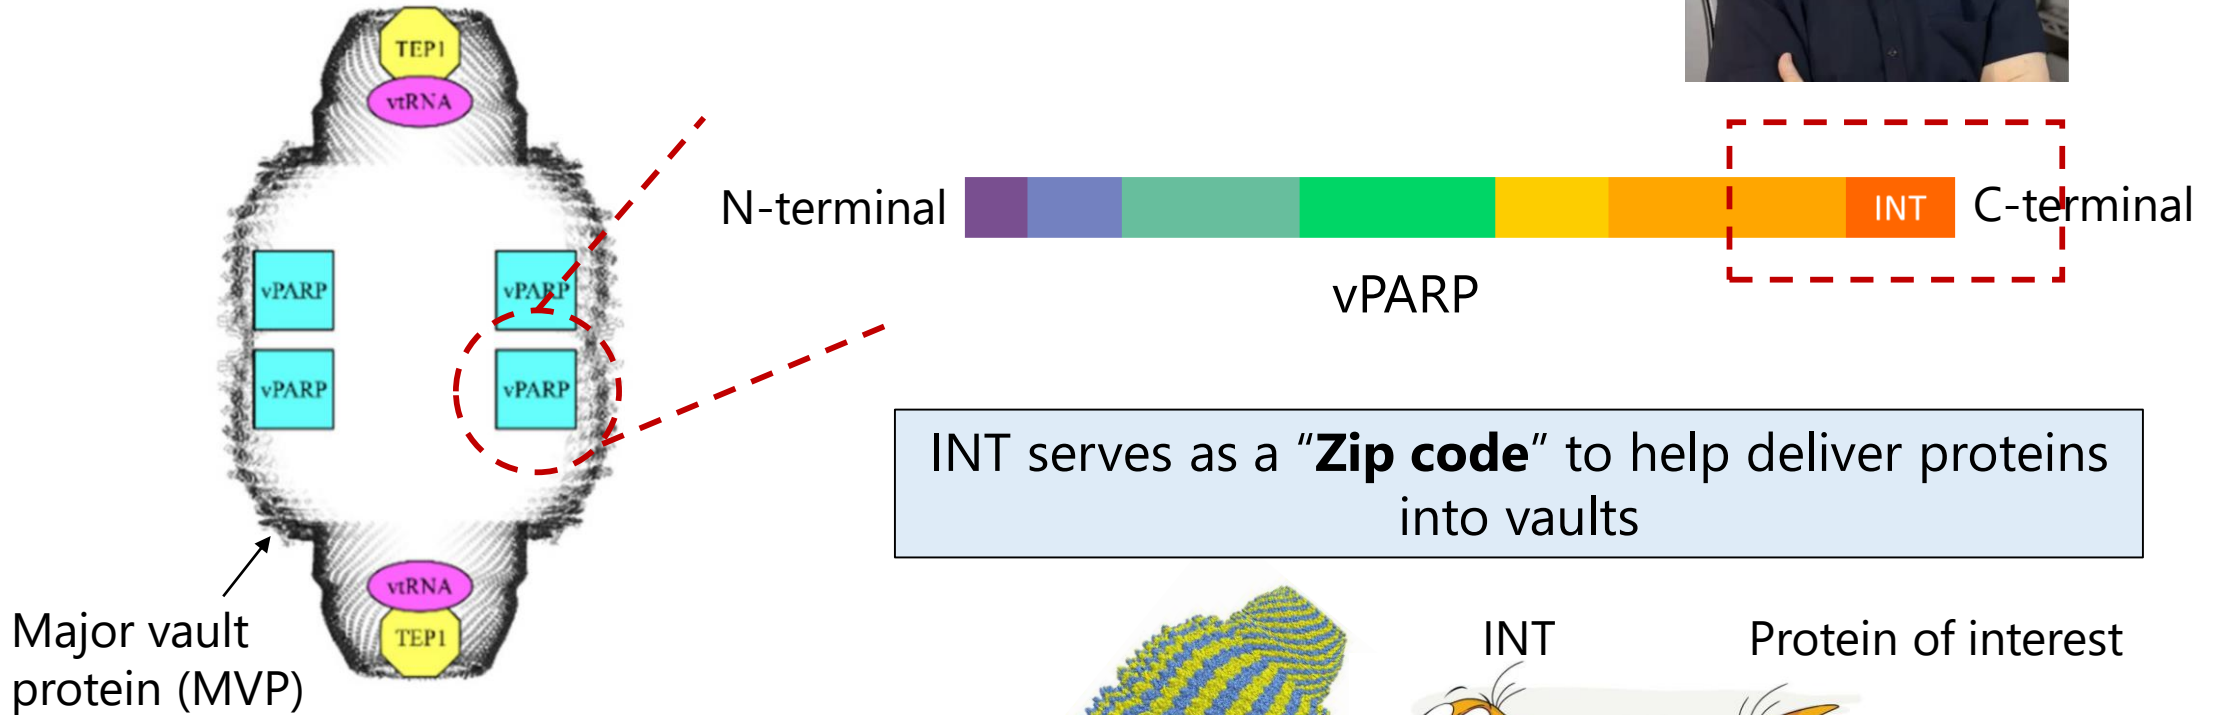 TEP1
vtRNA
vPARP
vPARP
vPARP
vPARP
vtRNA
TEP1
Major vault
protein (MVP)
N-terminal
INT
C-terminal
vPARP
INT serves as a "Zip code" to help deliver proteins
into vaults
INT
Protein of interest